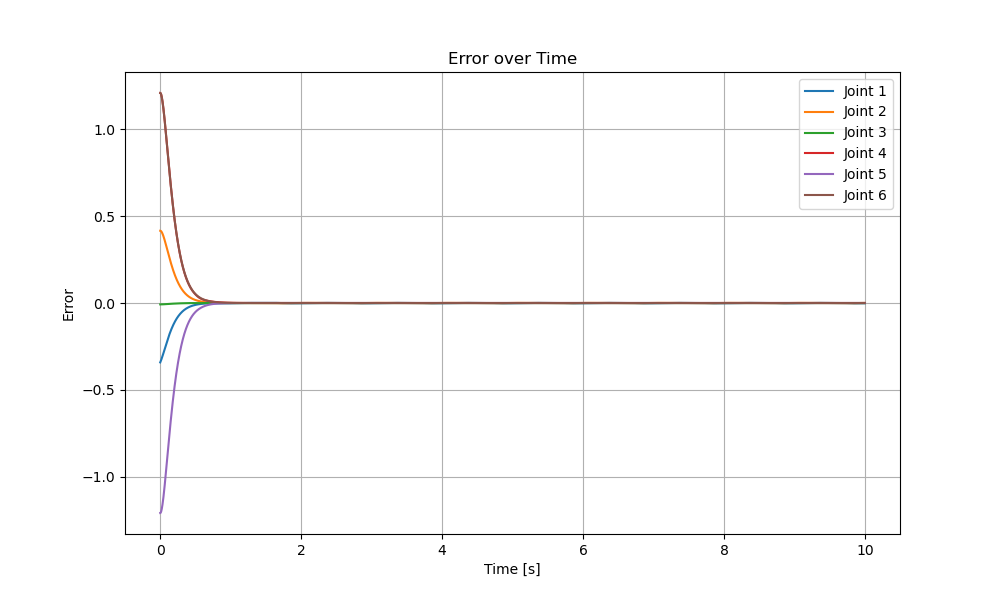 Error over Time
Joint 1
Joint 2
Joint 3
Joint 4
Joint 5
Joint 6
1.0
0.5
0.0
−0.5
−1.0
Error
0 2 4 6 8 10
Time [s]